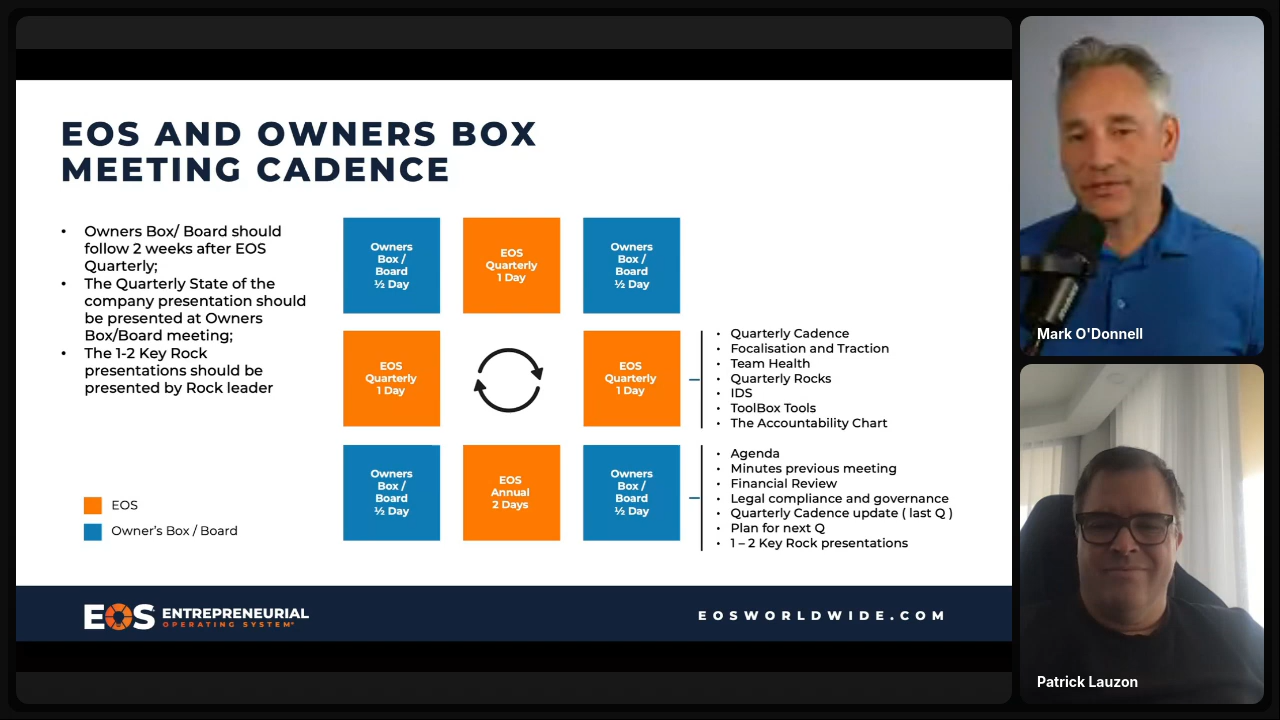 EOS AND OWNERS BOX
MEETING CADENCE
• Owners Box/ Board should
follow 2 weeks after EOS
Quarterly;
• The Quarterly State of the
company presentation should
be presented at Owners
Box/Board meeting;
• The 1-2 Key Rock
presentations should be
presented by Rock leader
EOS
Owner's Box / Board
Owners
Box /
Board
½ Day
EOS
Quarterly
1 Day
Owners
Box /
Board
½ Day
EOS
Quarterly
1 Day
EOS
Quarterly
1 Day
• Quarterly Cadence
• Focalisation and Traction
• Team Health
• Quarterly Rocks
• IDS
• ToolBox Tools
• The Accountability Chart
Owners
Box /
Board
½ Day
EOS
Annual
2 Days
Owners
Box /
Board
½ Day
• Agenda
• Minutes previous meeting
• Financial Review
• Legal compliance and governance
• Quarterly Cadence update ( last Q )
• Plan for next Q
• 1 – 2 Key Rock presentations
EOS ENTREPRENEURIAL
OPERATING SYSTEM
EOSWORLDWIDE.COM
Mark O'Donnell
Patrick Lauzon